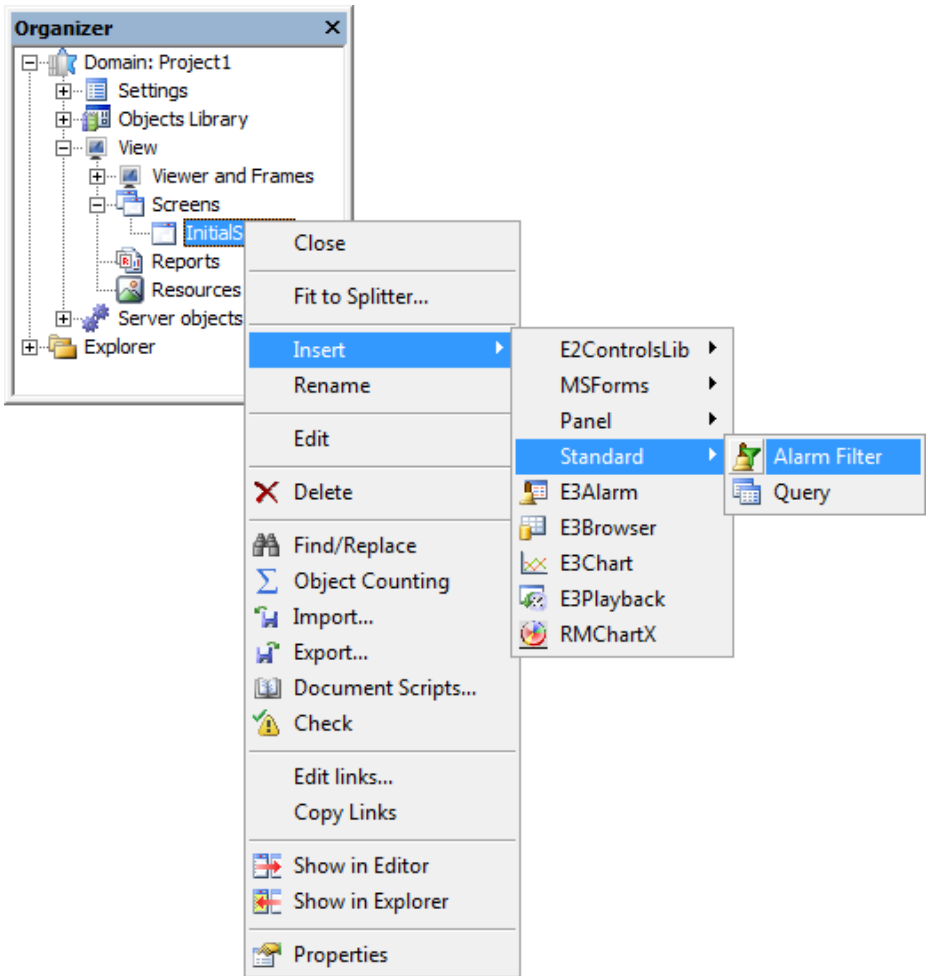 Organizer
Domain: Project1
Settings
Objects Library
View
Viewer and Frames
Screens
InitialS
Reports
Resources
Server objects
Explorer
Close
Fit to Splitter...
Insert
Rename
Edit
Delete
Find/Replace
Object Counting
Import...
Export...
Document Scripts...
Check
Edit links...
Copy Links
Show in Editor
Show in Explorer
Properties
E2ControlsLib
MSForms
Panel
Standard
E3Alarm
E3Browser
E3Chart
E3Playback
RMChartX
Alarm Filter
Query